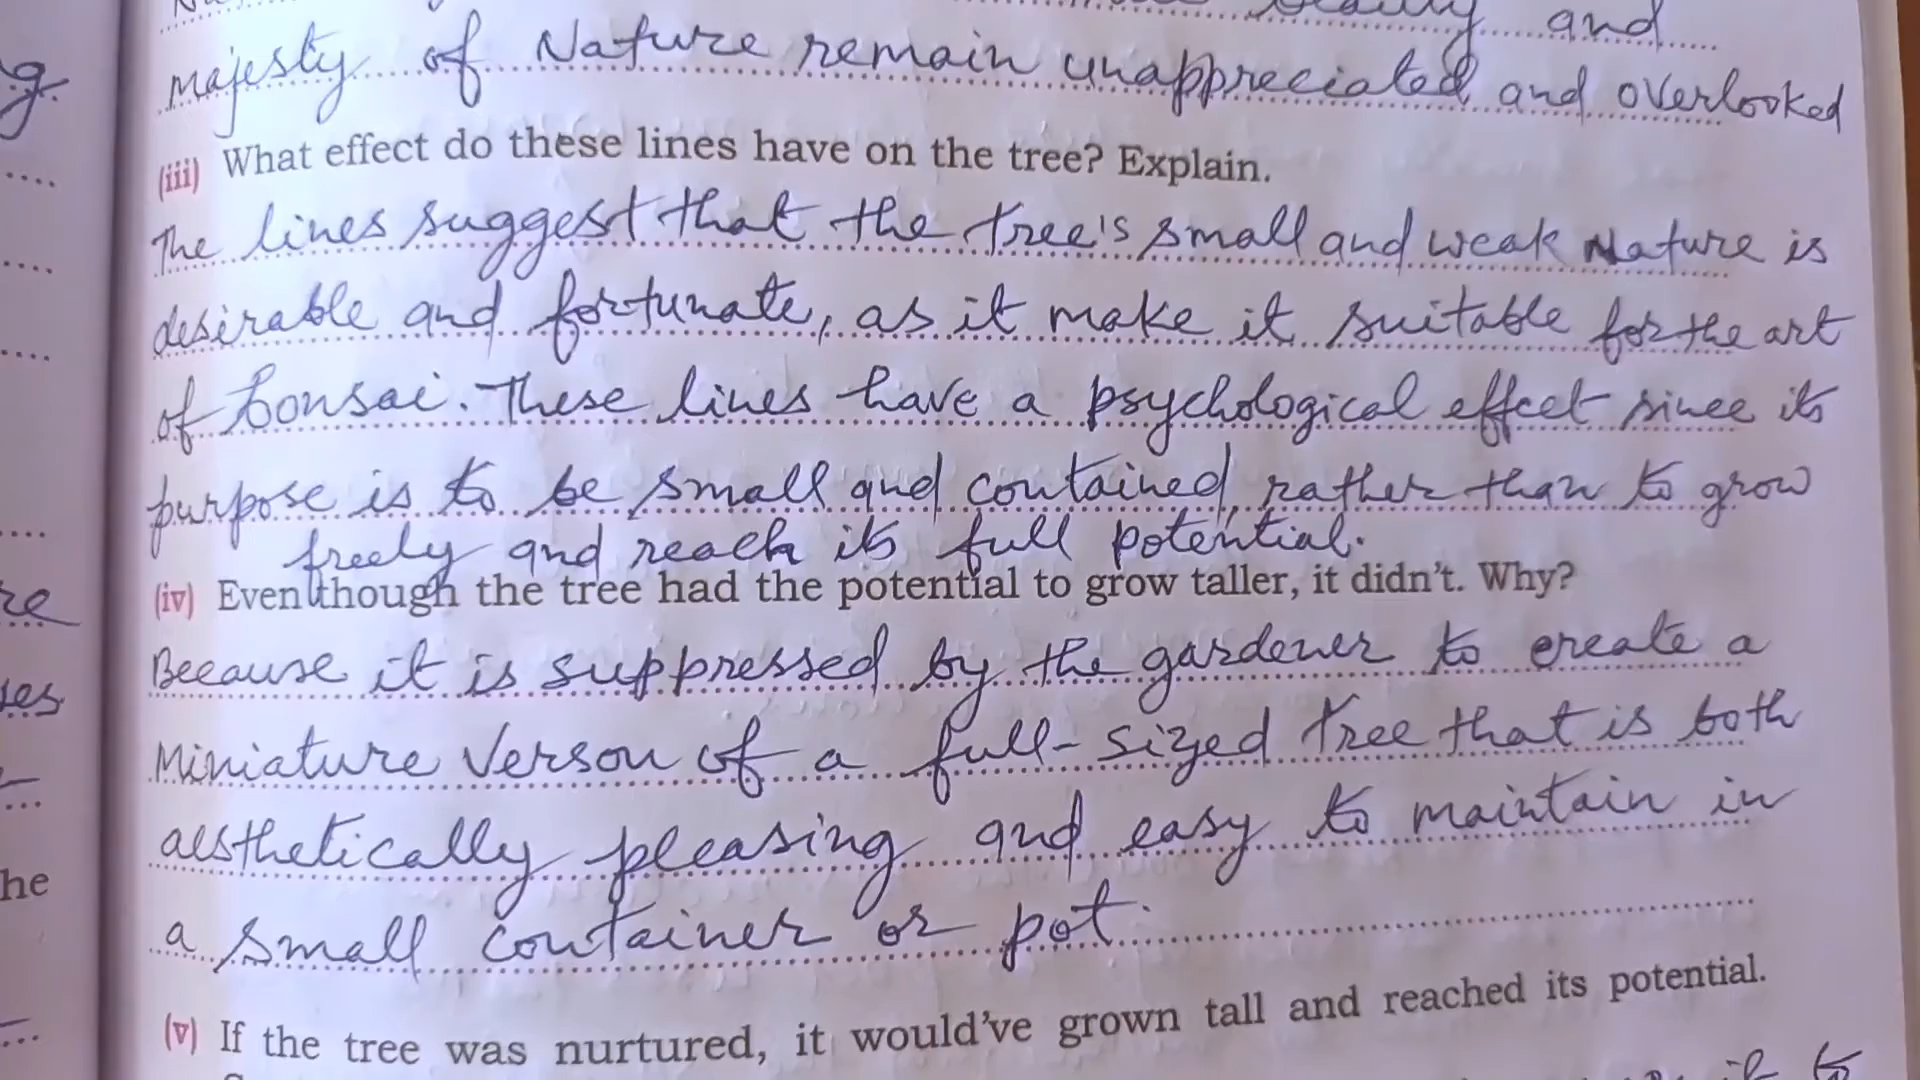 and
majesty of Nature remain unappreciated and overlooked
(iii) What effect do these lines have on the tree? Explain.
The lines suggest that the tree's small and weak Nature is
desirable and fortunate, as it make it suitable for the art
of bonsai. These lines have a psychological effect since its
purpose is to be small and contained, rather than to grow
freely and reach its full potential.
(iv) Even though the tree had the potential to grow taller, it didn't. Why?
Because it is suppressed by the gardener to create a
Miniature Verson of a full-sized tree that is both
aesthetically pleasing and easy to maintain in
a small container or pot.
(v) If the tree was nurtured, it would've grown tall and reached its potential.
he